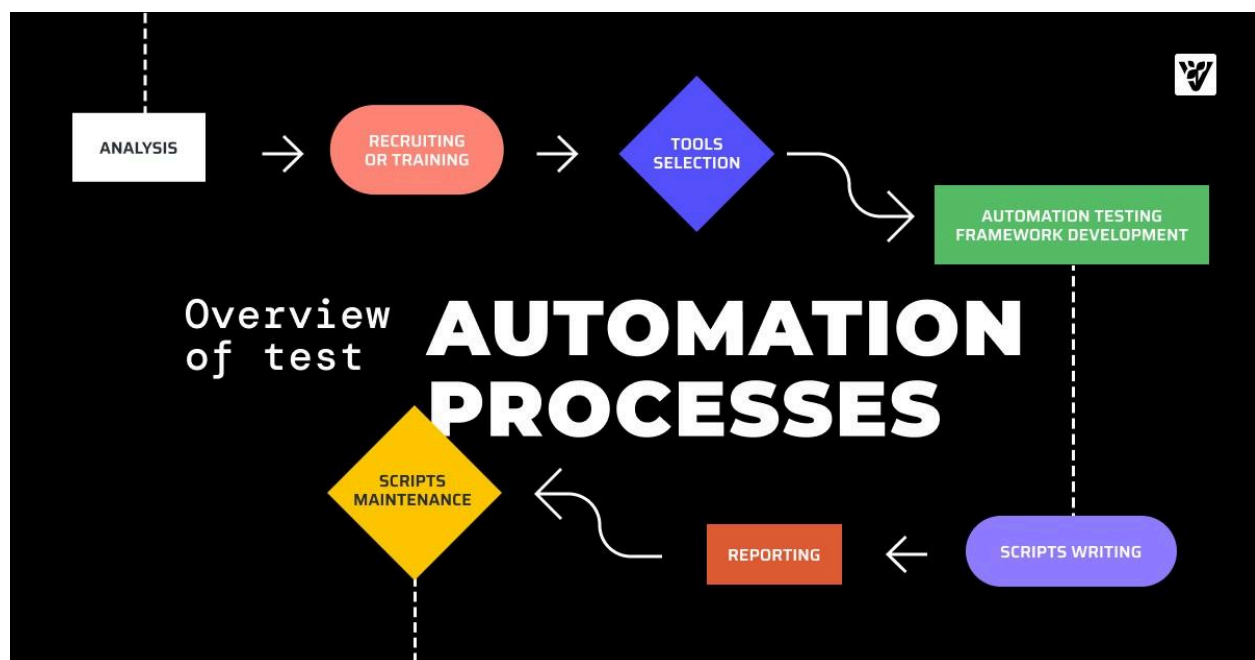 ANALYSIS
RECRUITING
OR TRAINING
TOOLS
SELECTION
AUTOMATION TESTING
FRAMEWORK DEVELOPMENT
Overview
of test
AUTOMATION
PROCESSES
SCRIPTS
MAINTENANCE
REPORTING
SCRIPTS WRITING